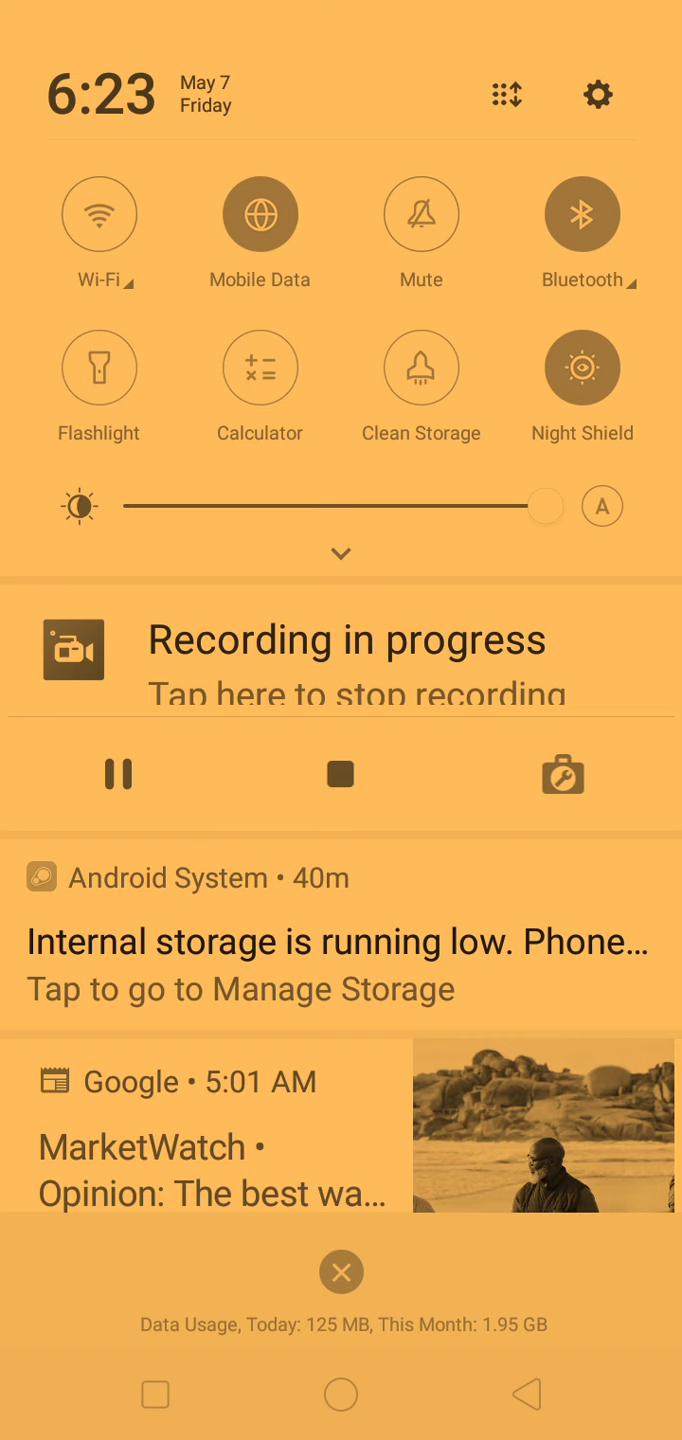 6:23
May 7
Friday
Wi-Fi
Mobile Data
Mute
Bluetooth
Flashlight
Calculator
Clean Storage
Night Shield
A
Recording in progress
Tap here to stop recording
Android System • 40m
Internal storage is running low. Phone...
Tap to go to Manage Storage
Google • 5:01 AM
MarketWatch •
Opinion: The best wa...
Data Usage, Today: 125 MB, This Month: 1.95 GB